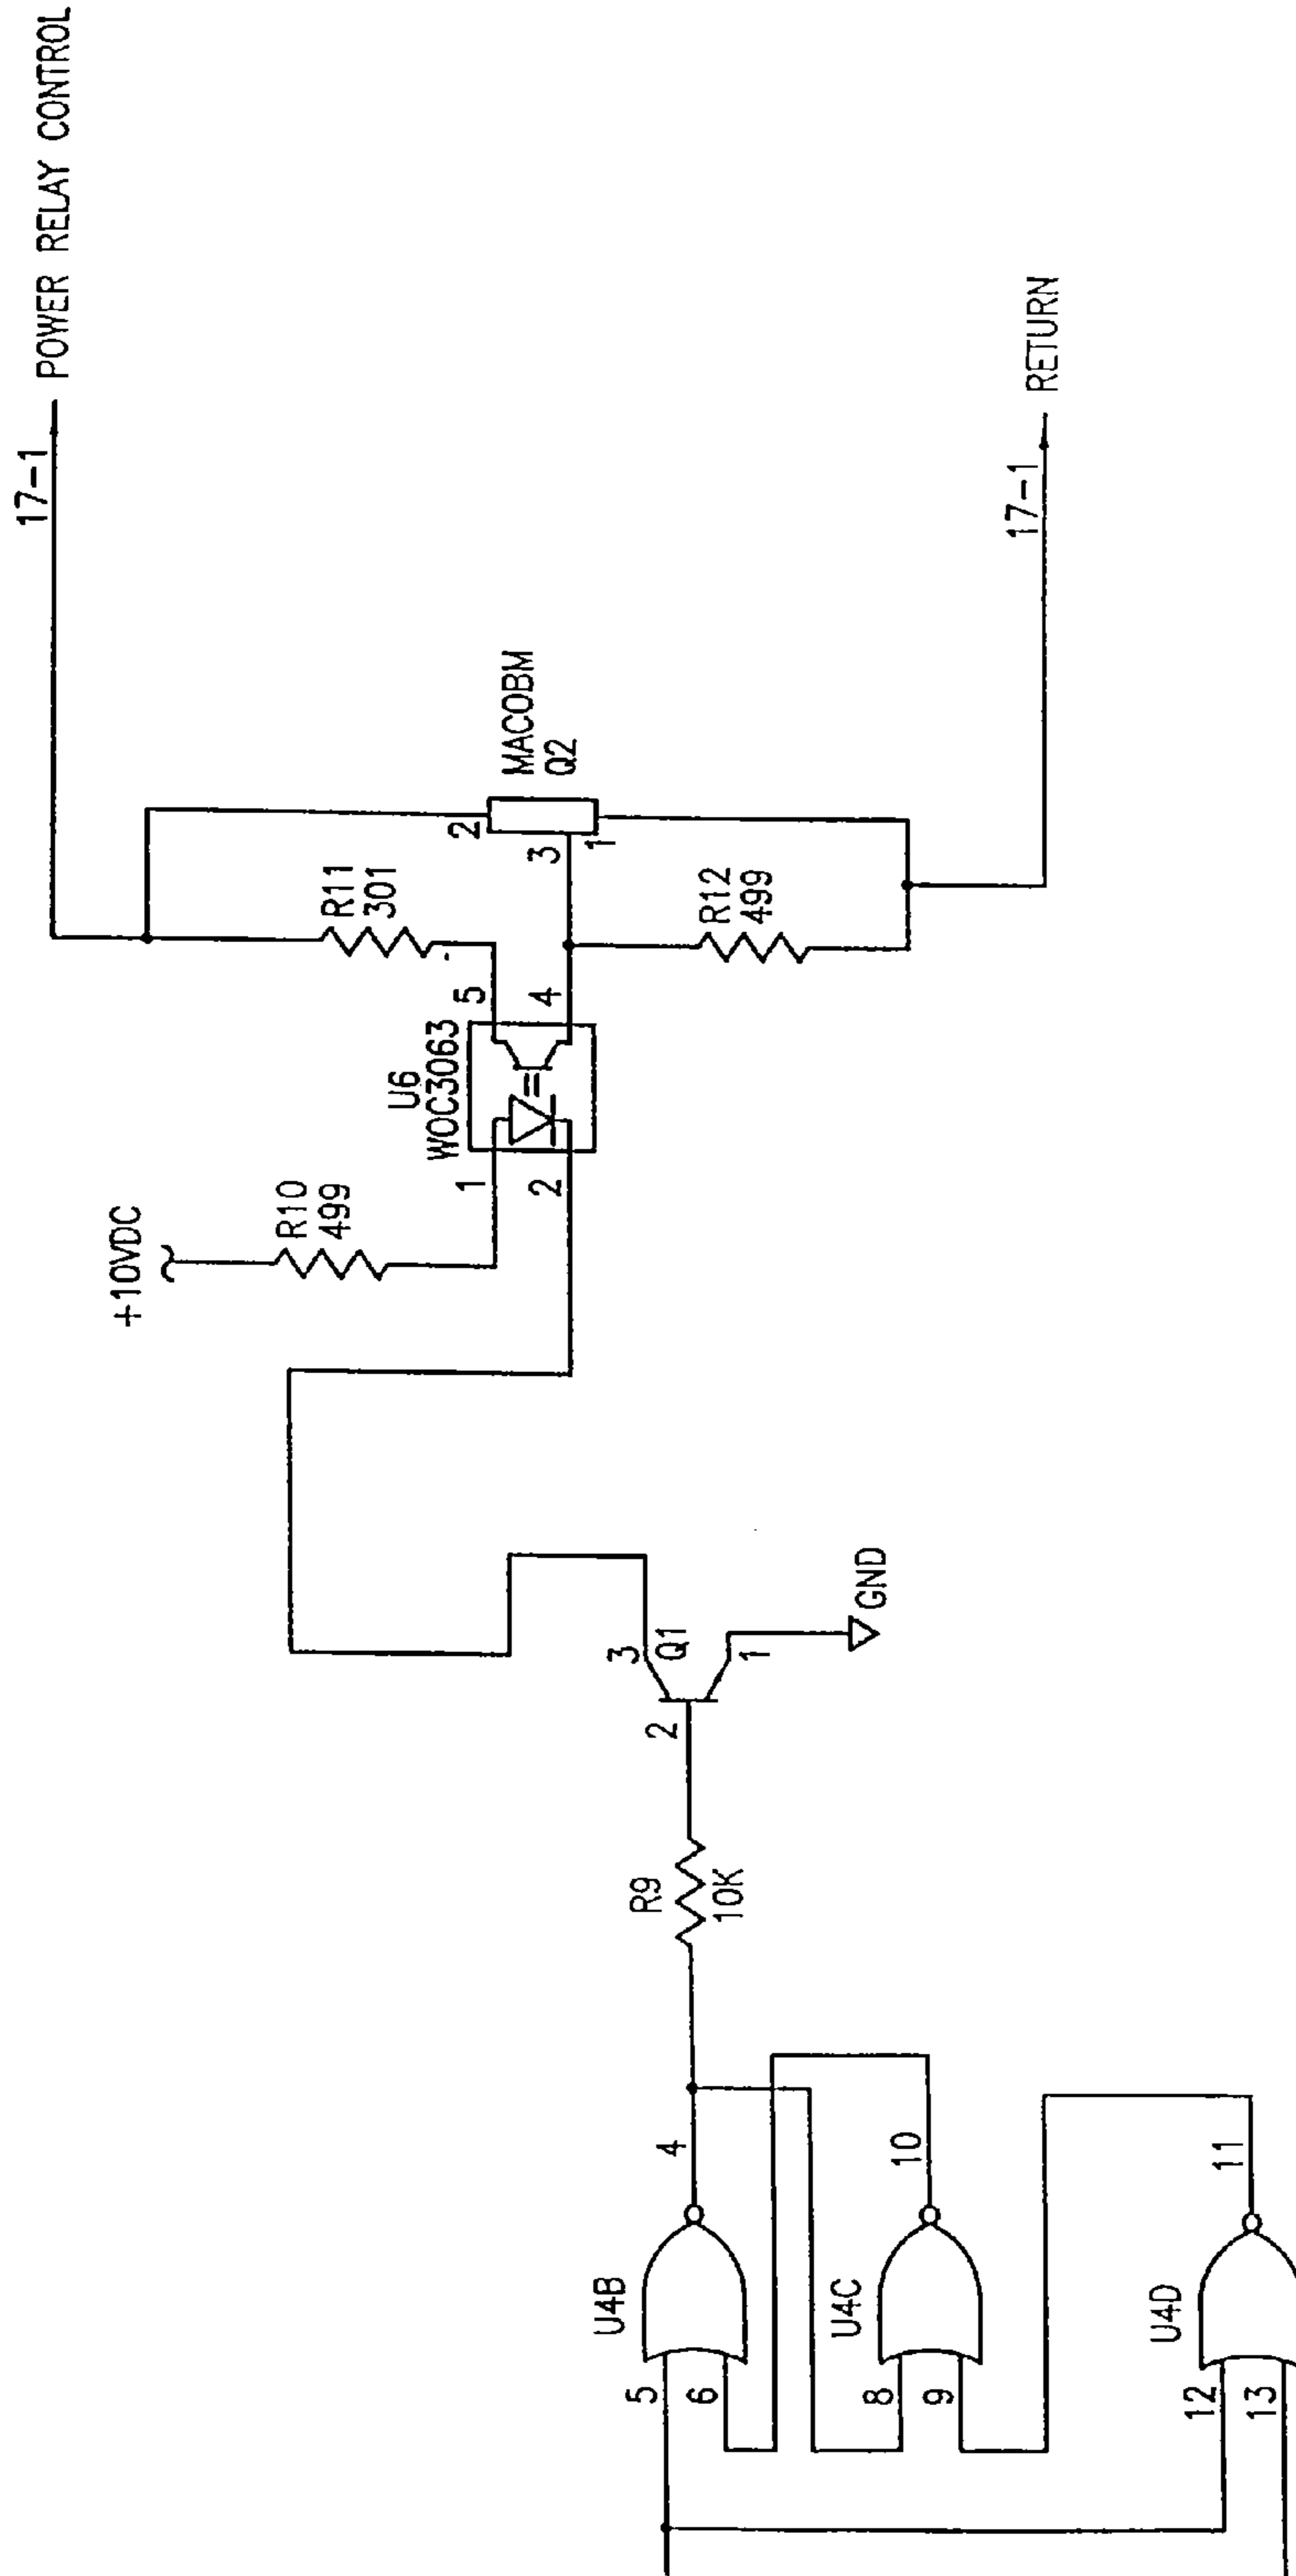 17-1
POWER RELAY CONTROL
+10VDC
R10
499
R11
301
U6
WOC3063
1
2
5
4
MACOBM
Q2
2
3
1
R12
499
17-1
RETURN
3
Q1
2
1
GND
R9
10K
U4B
5
6
4
U4C
8
9
10
U4D
12
13
11